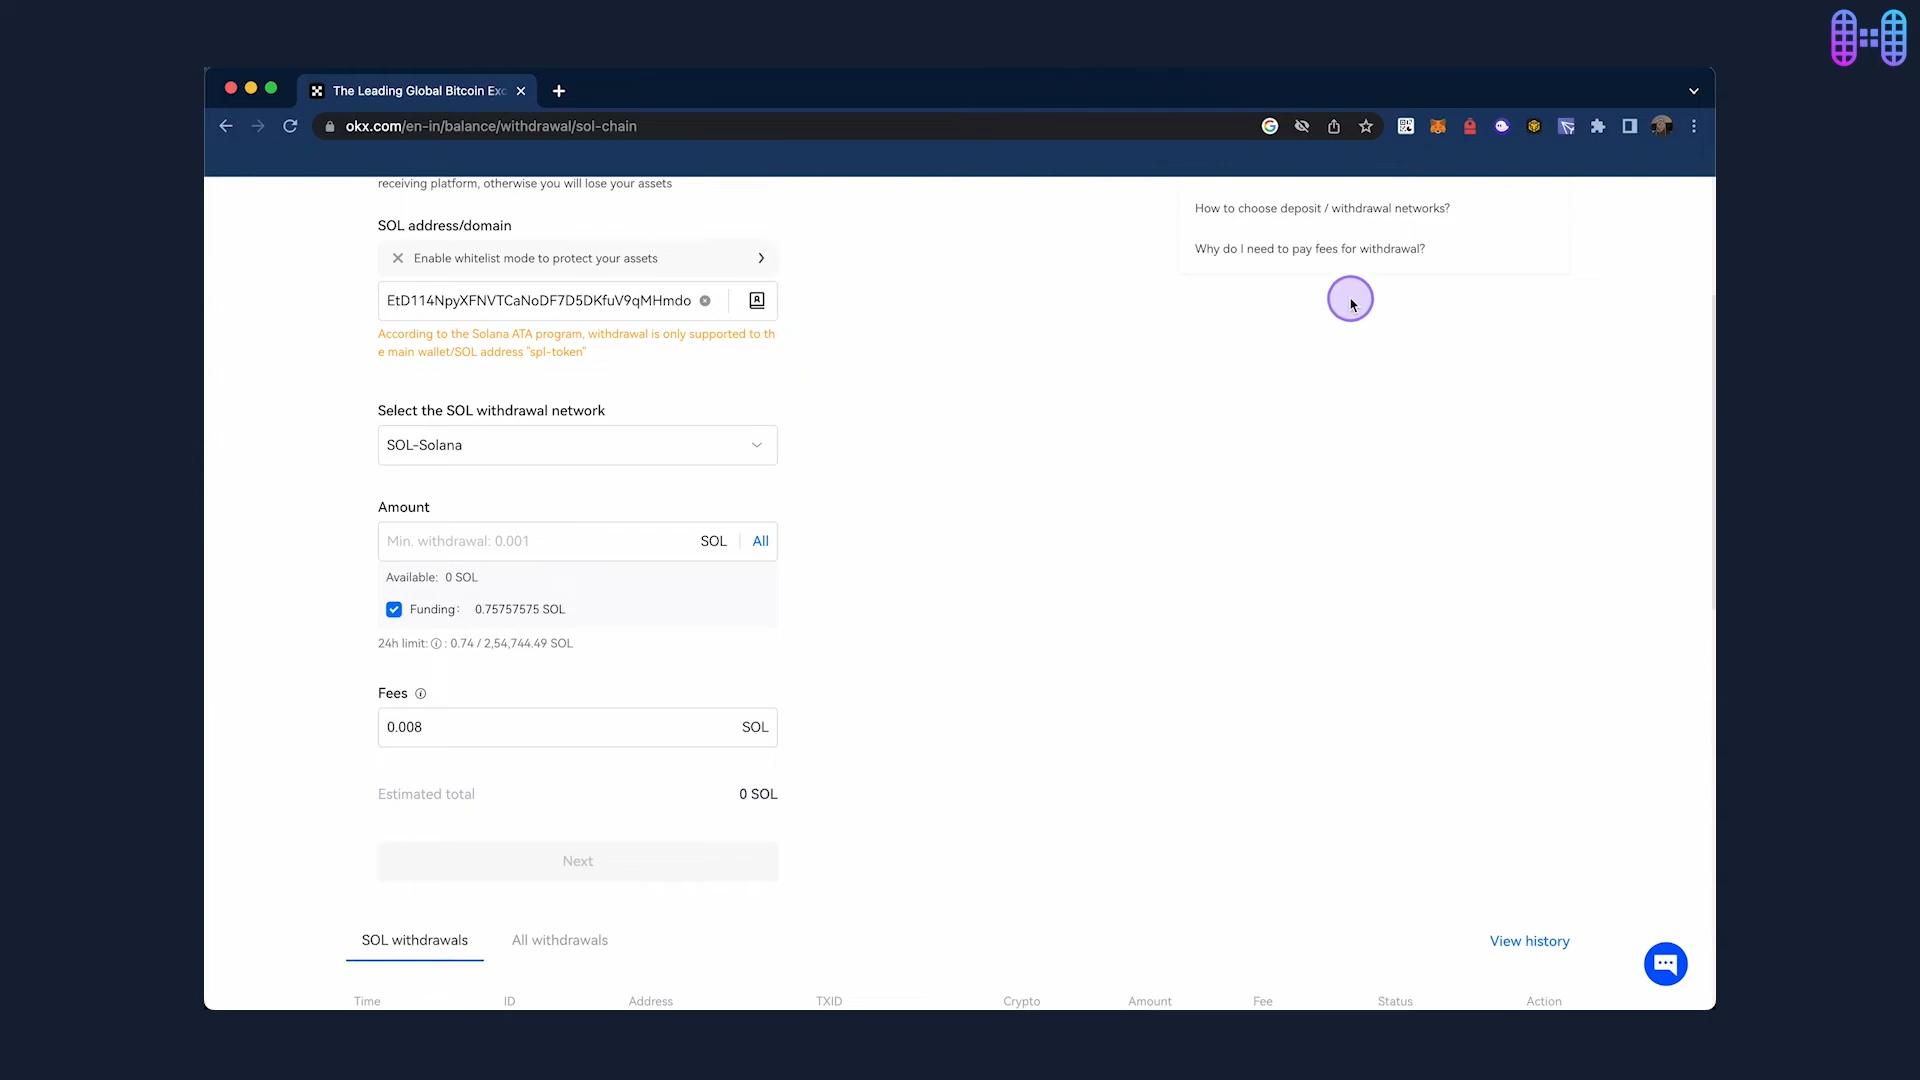 The Leading Global Bitcoin Exc
okx.com/en-in/balance/withdrawal/sol-chain
receiving platform, otherwise you will lose your assets
How to choose deposit / withdrawal networks?
Why do I need to pay fees for withdrawal?
SOL address/domain
Enable whitelist mode to protect your assets
EtD114NpyXFNVTCaNoDF7D5DKfuV9qMHmdo
According to the Solana ATA program, withdrawal is only supported to th
e main wallet/SOL address "spl-token"
Select the SOL withdrawal network
SOL-Solana
Amount
Min. withdrawal: 0.001 SOL All
Available: 0 SOL
Funding: 0.75757575 SOL
24h limit: : 0.74 / 2,54,744.49 SOL
Fees
0.008 SOL
Estimated total 0 SOL
Next
SOL withdrawals All withdrawals View history
Time ID Address TXID Crypto Amount Fee Status Action